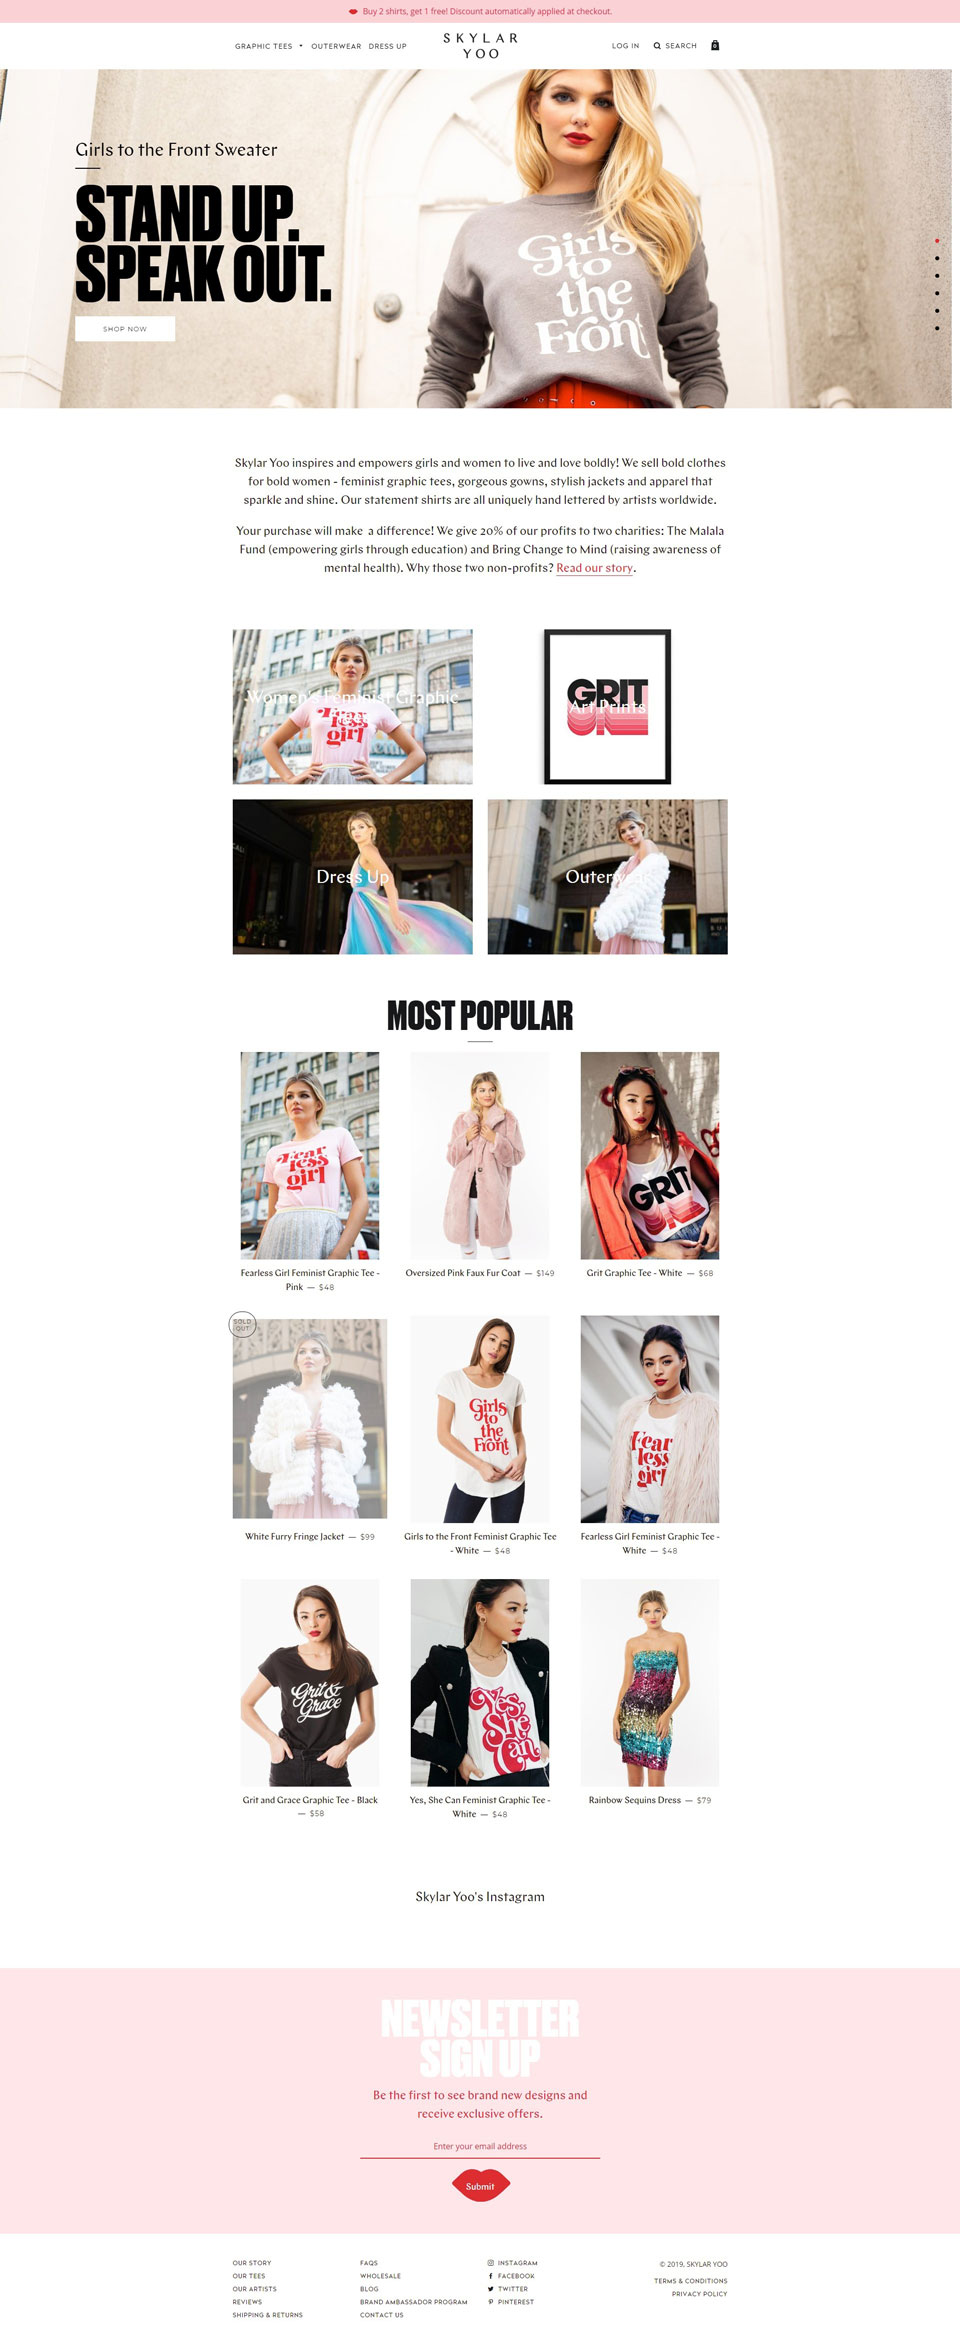 Buy 2 shirts, get 1 free! Discount automatically applied at checkout.
GRAPHIC TEES
OUTERWEAR
DRESS UP
SKYLAR
YOO
LOG IN
SEARCH
0
Girls to the Front Sweater
STAND UP.
SPEAK OUT.
SHOP NOW
Girls
to
the
Front
Skylar Yoo inspires and empowers girls and women to live and love boldly! We sell bold clothes
for bold women - feminist graphic tees, gorgeous gowns, stylish jackets and apparel that
sparkle and shine. Our statement shirts are all uniquely hand lettered by artists worldwide.
Your purchase will make a difference! We give 20% of our profits to two charities: The Malala
Fund (empowering girls through education) and Bring Change to Mind (raising awareness of
mental health). Why those two non-profits? Read our story.
Women's Feminist Graphic
less
girl
GRIT
Art Prints
Dress Up
Outerwear
MOST POPULAR
Fear
less
girl
GRIT
Fearless Girl Feminist Graphic Tee -
Pink — $48
Oversized Pink Faux Fur Coat — $149
Grit Graphic Tee - White — $68
SOLD
OUT
Girls
to
the
Front
Fear
less
girl
White Furry Fringe Jacket — $99
Girls to the Front Feminist Graphic Tee
- White — $48
Fearless Girl Feminist Graphic Tee -
White — $48
Grit &
Grace
Yes,
She
Can
Grit and Grace Graphic Tee - Black
— $58
Yes, She Can Feminist Graphic Tee -
White — $48
Rainbow Sequins Dress — $79
Skylar Yoo's Instagram
NEWSLETTER
SIGN UP
Be the first to see brand new designs and
receive exclusive offers.
Enter your email address
Submit
OUR STORY
OUR TEES
OUR ARTISTS
REVIEWS
SHIPPING & RETURNS
FAQS
WHOLESALE
BLOG
BRAND AMBASSADOR PROGRAM
CONTACT US
INSTAGRAM
FACEBOOK
TWITTER
PINTEREST
© 2019, SKYLAR YOO
TERMS & CONDITIONS
PRIVACY POLICY